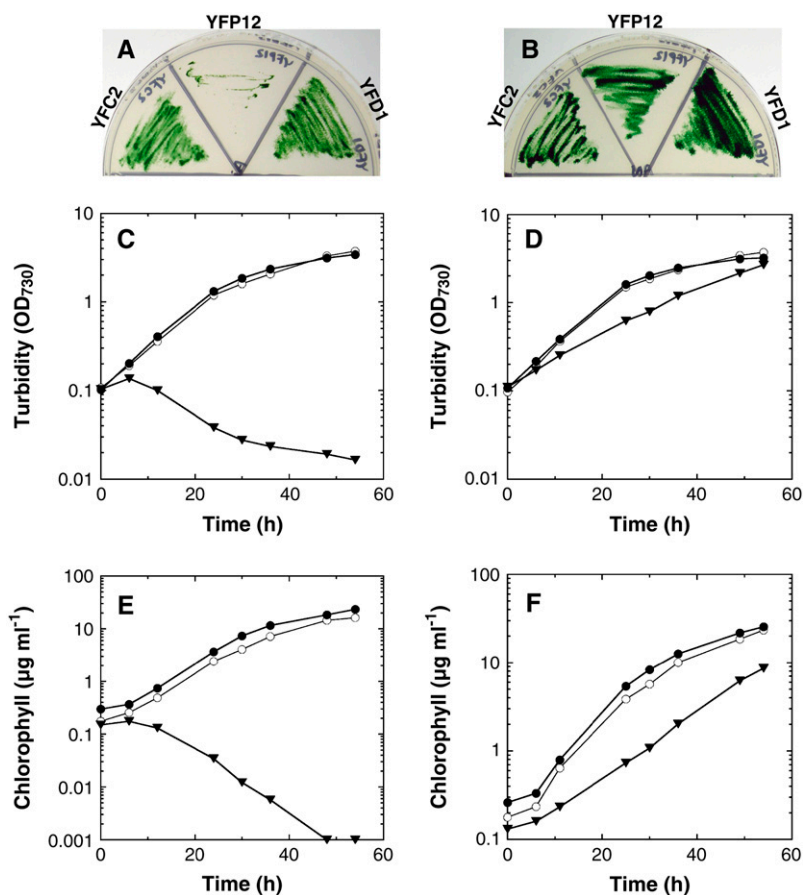 YFP12
YFP12
A
B
YFC2
YFD1
YFC2
YFD1
C
D
Turbidity (OD730)
10
1
0.1
0.01
0 20 40 60
Time (h)
Turbidity (OD730)
10
1
0.1
0.01
0 20 40 60
Time (h)
E
F
Chlorophyll (µg ml-1)
100
10
1
0.1
0.01
0.001
0 20 40 60
Time (h)
Chlorophyll (µg ml-1)
100
10
1
0.1
0 20 40 60
Time (h)